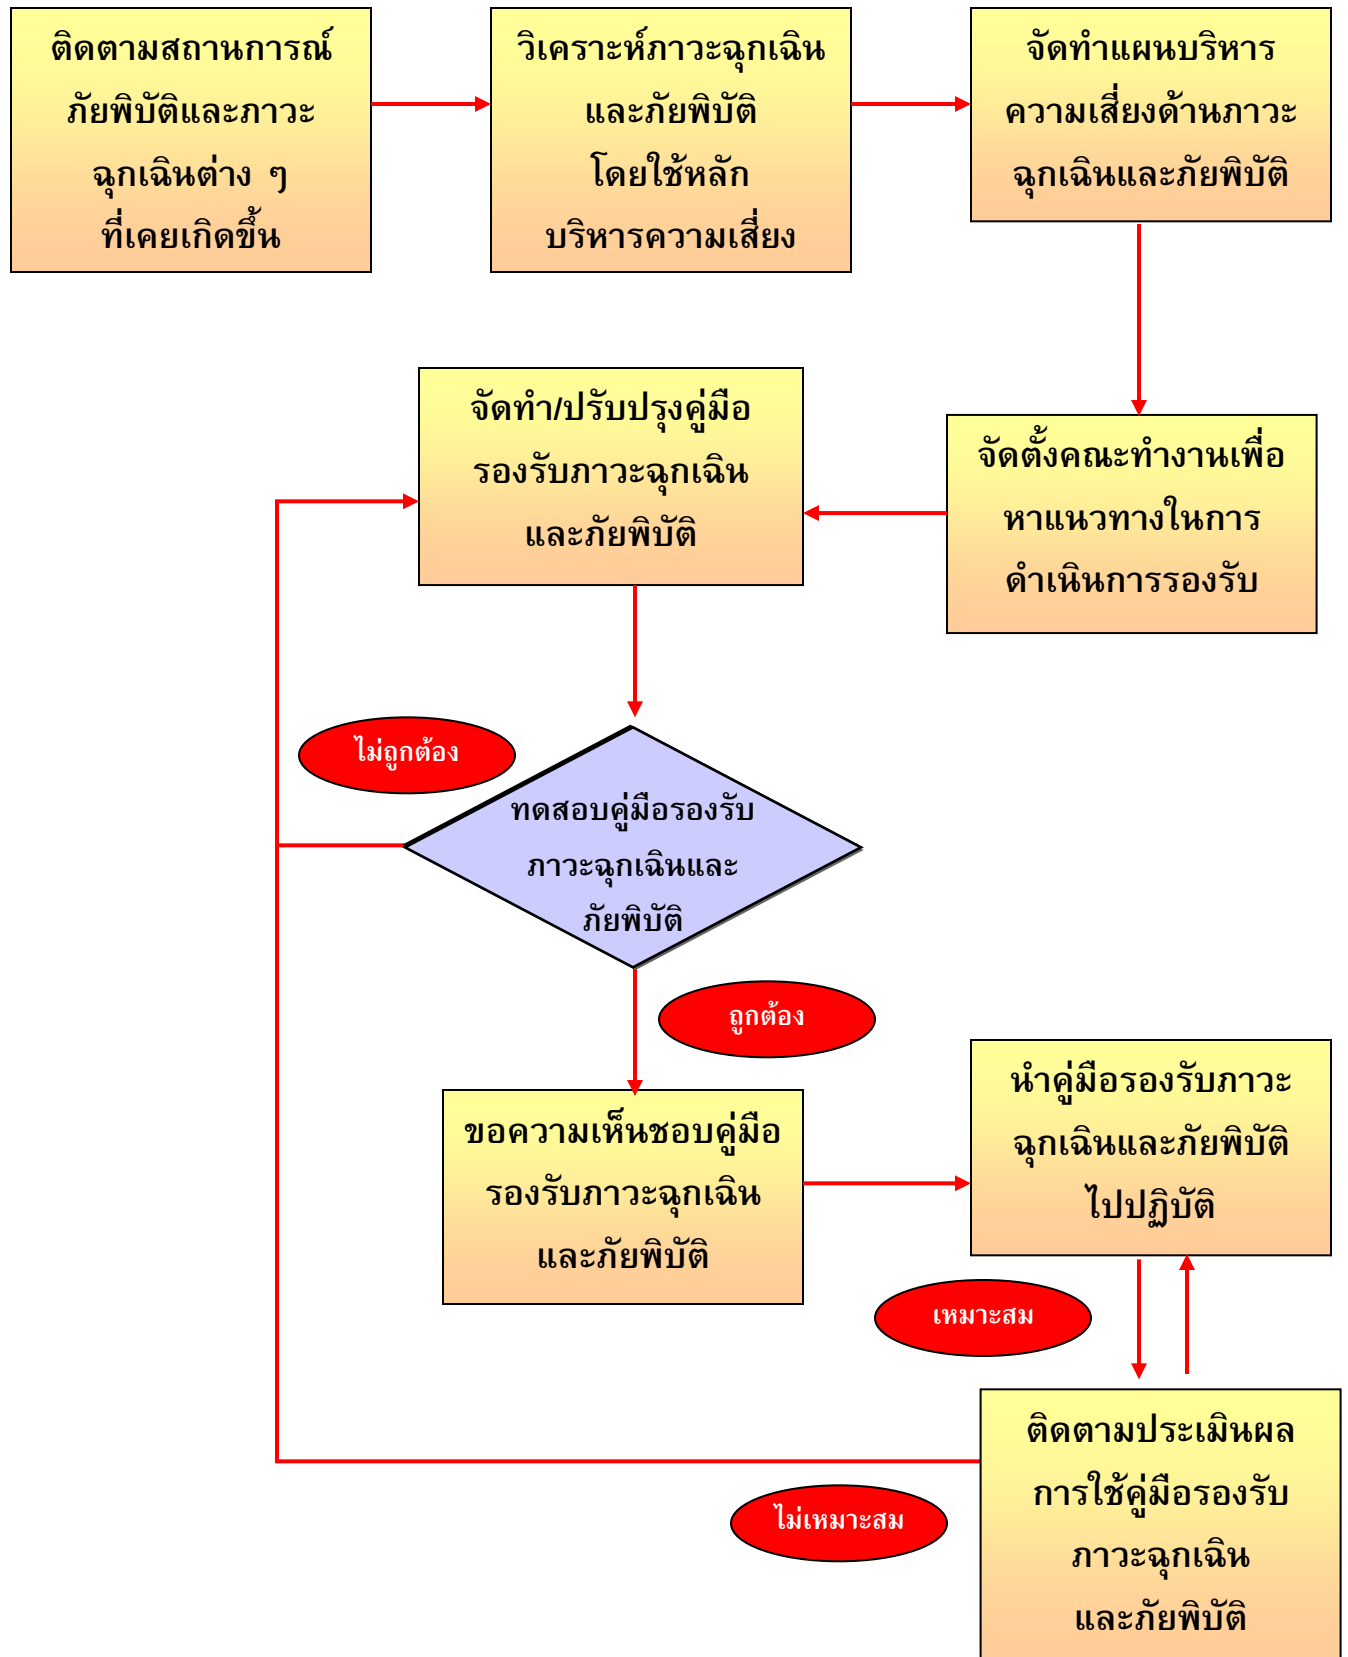 ติดตามสถานการณ์
ภัยพิบัติและภาวะ
ฉุกเฉินต่าง ๆ
ที่เคยเกิดขึ้น
วิเคราะห์ภาวะฉุกเฉิน
และภัยพิบัติ
โดยใช้หลัก
บริหารความเสี่ยง
จัดทำแผนบริหาร
ความเสี่ยงด้านภาวะ
ฉุกเฉินและภัยพิบัติ
จัดตั้งคณะทำงานเพื่อ
หาแนวทางในการ
ดำเนินการรองรับ
จัดทำ/ปรับปรุงคู่มือ
รองรับภาวะฉุกเฉิน
และภัยพิบัติ
ไม่ถูกต้อง
ทดสอบคู่มือรองรับ
ภาวะฉุกเฉินและ
ภัยพิบัติ
ถูกต้อง
ขอความเห็นชอบคู่มือ
รองรับภาวะฉุกเฉิน
และภัยพิบัติ
นำคู่มือรองรับภาวะ
ฉุกเฉินและภัยพิบัติ
ไปปฏิบัติ
เหมาะสม
ติดตามประเมินผล
การใช้คู่มือรองรับ
ภาวะฉุกเฉิน
และภัยพิบัติ
ไม่เหมาะสม